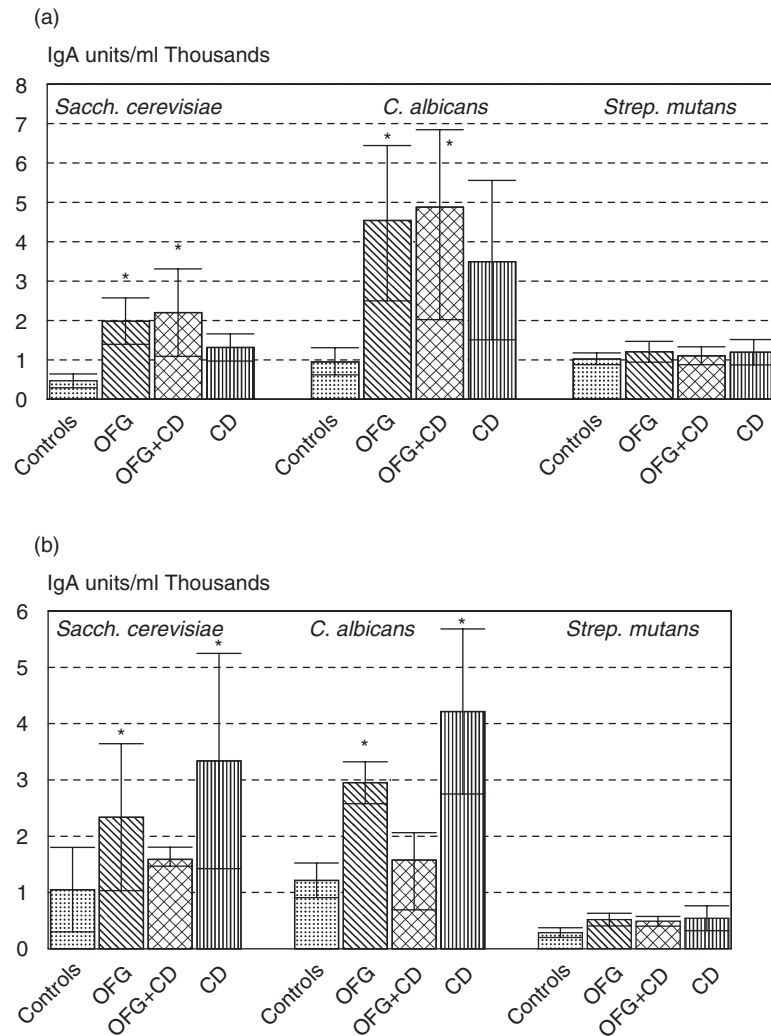 (a)
IgA units/ml Thousands
8
7
6
5
4
3
2
1
0
Sacch. cerevisiae C. albicans Strep. mutans
* * * *
Controls OFG OFG+CD CD Controls OFG OFG+CD CD Controls OFG OFG+CD CD
(b)
IgA units/ml Thousands
6
5
4
3
2
1
0
Sacch. cerevisiae C. albicans Strep. mutans
* * * *
Controls OFG OFG+CD CD Controls OFG OFG+CD CD Controls OFG OFG+CD CD